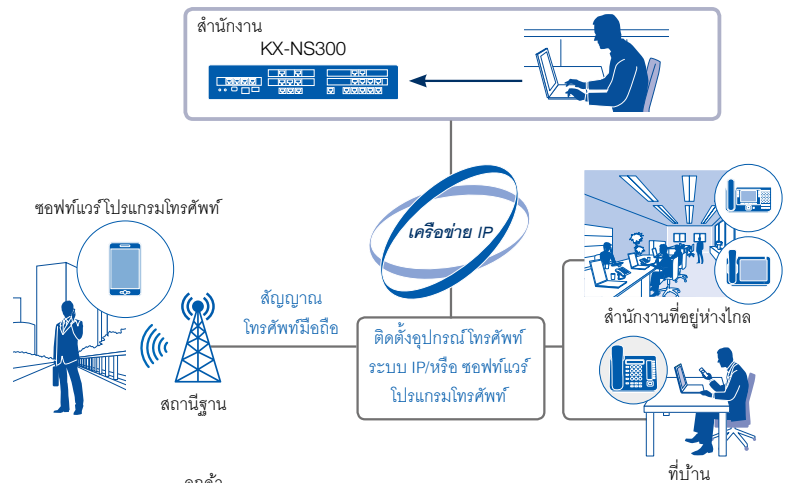 สำนักงาน
KX-NS300
ซอฟท์แวร์โปรแกรมโทรศัพท์
เครือข่าย IP
สัญญาณ
โทรศัพท์มือถือ
สถานีฐาน
ติดตั้งอุปกรณ์โทรศัพท์
ระบบ IP/หรือ ซอฟท์แวร์
โปรแกรมโทรศัพท์
สำนักงานที่อยู่ห่างไกล
ที่บ้าน